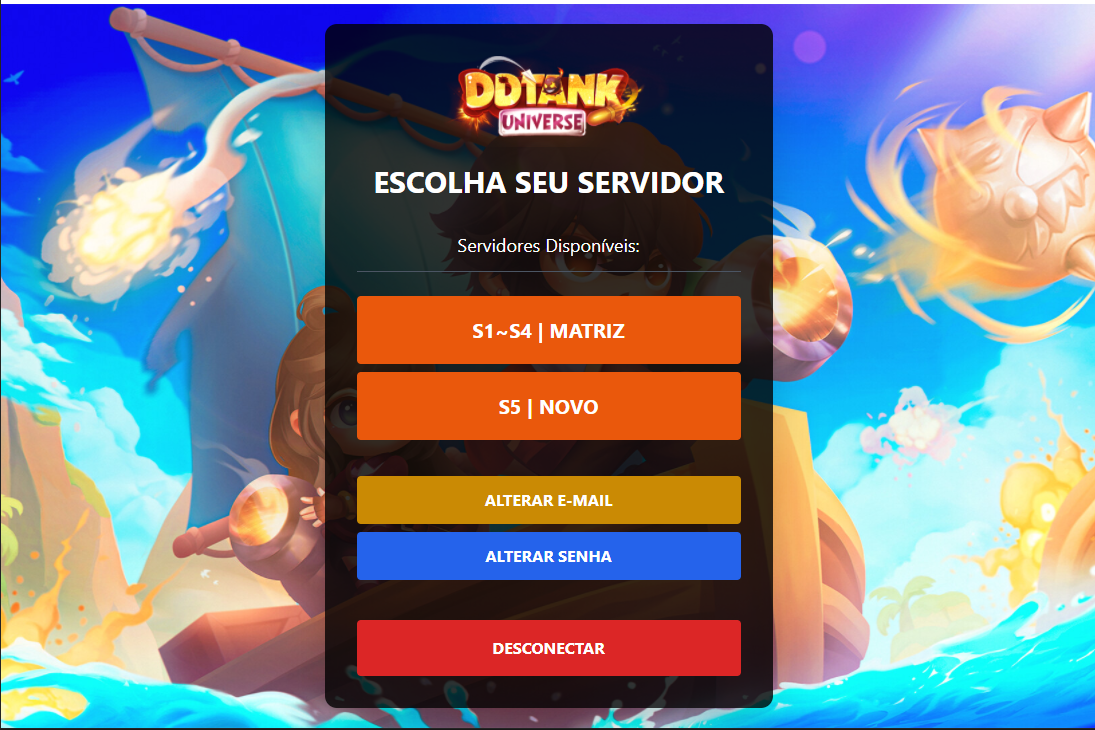 DDTANK
UNIVERSE
ESCOLHA SEU SERVIDOR
Servidores Disponíveis:
S1~S4 | MATRIZ
S5 | NOVO
ALTERAR E-MAIL
ALTERAR SENHA
DESCONECTAR